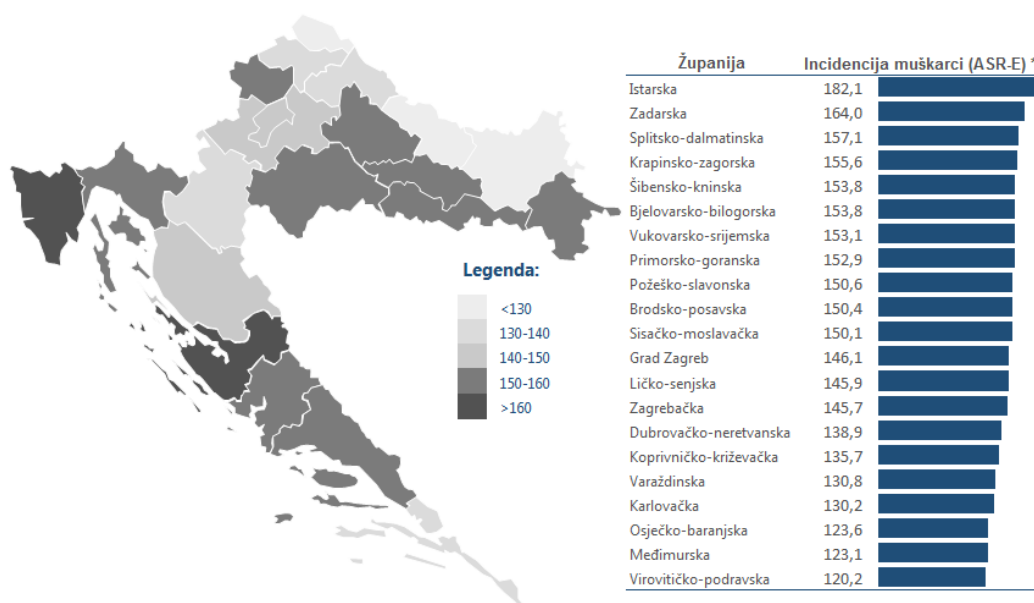 Legenda:
<130
130-140
140-150
150-160
>160
Županija Incidencija muškarci (ASR-E) *
Istarska 182,1
Zadarska 164,0
Splitsko-dalmatinska 157,1
Krapinsko-zagorska 155,6
Šibensko-kninska 153,8
Bjelovarsko-bilogorska 153,8
Vukovarsko-srijemska 153,1
Primorsko-goranska 152,9
Požeško-slavonska 150,6
Brodsko-posavska 150,4
Sisačko-moslavačka 150,1
Grad Zagreb 146,1
Ličko-senjska 145,9
Zagrebačka 145,7
Dubrovačko-neretvanska 138,9
Koprivničko-križevačka 135,7
Varaždinska 130,8
Karlovačka 130,2
Osječko-baranjska 123,6
Međimurska 123,1
Virovitičko-podravska 120,2